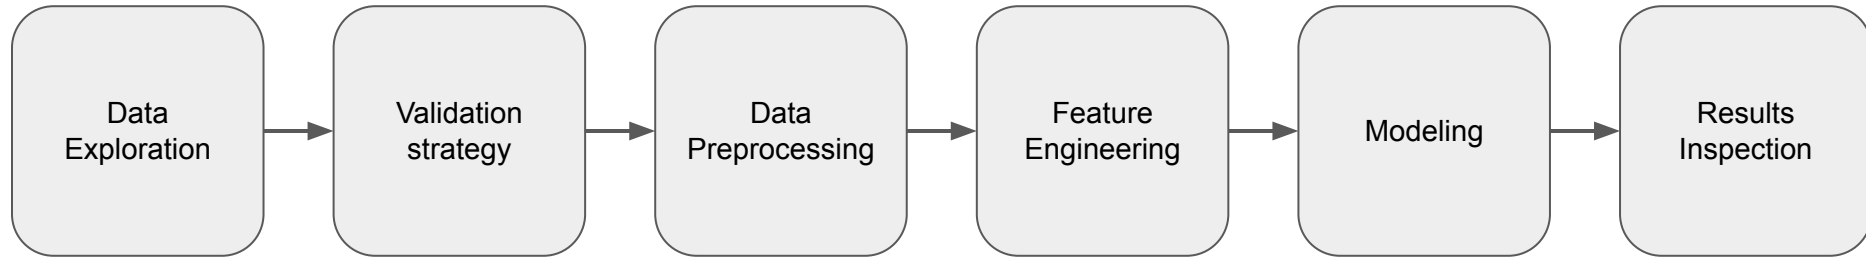 Data
Exploration
Validation
strategy
Data
Preprocessing
Feature
Engineering
Modeling
Results
Inspection